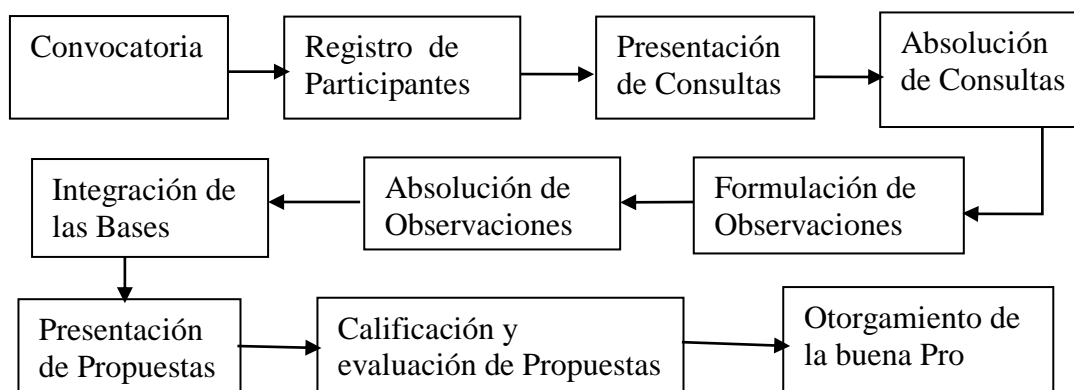 Convocatoria
Registro de
Participantes
Presentación
de Consultas
Absolución
de Consultas
Formulación de
Observaciones
Absolución de
Observaciones
Integración de
las Bases
Presentación
de Propuestas
Calificación y
evaluación de Propuestas
Otorgamiento de
la buena Pro